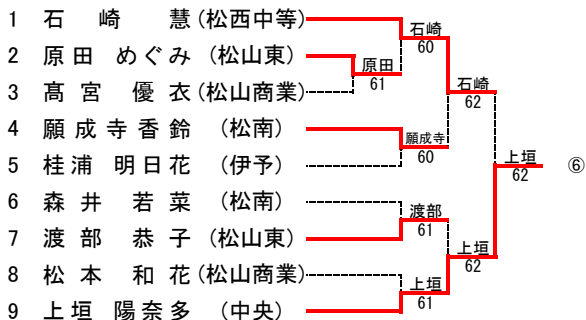 1 石崎 慧 (松西中等)
2 原田 めぐみ (松山東)
3 髙宮 優衣 (松山商業)
4 願成寺香鈴 (松南)
5 桂浦 明日花 (伊予)
6 森井 若菜 (松南)
7 渡部 恭子 (松山東)
8 松本 和花 (松山商業)
9 上垣 陽奈多 (中央)
原田
61
石崎
60
願成寺
60
石崎
62
渡部
61
上垣
61
上垣
62
上垣
62
⑥